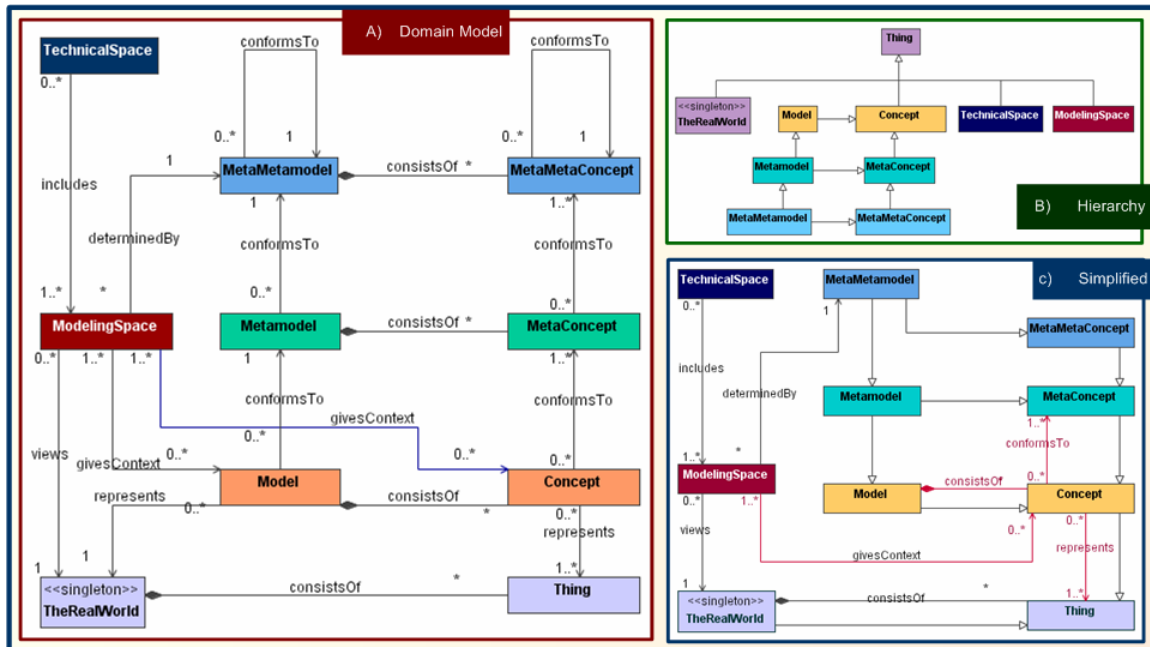 A) Domain Model
TechnicalSpace
conformsTo
conformsTo
0..*
0..*
1
0..*
1
1
MetaMetamodel
consistsOf *
MetaMetaConcept
includes
1
1..*
determinedBy
conformsTo
conformsTo
1..*
*
0..*
0..*
ModelingSpace
Metamodel
consistsOf *
MetaConcept
0..*
1..*
1..*
1
1..*
conformsTo
conformsTo
givesContext
views
givesContext
0..*
0..*
0..*
0..*
Model
Concept
represents
0..*
consistsOf
*
0..*
represents
1
1
1..*
<<singleton>>
TheRealWorld
consistsOf
*
Thing
Thing
<<singleton>>
TheRealWorld
Model
Concept
TechnicalSpace
ModelingSpace
Metamodel
MetaConcept
MetaMetamodel
MetaMetaConcept
B) Hierarchy
c) Simplified
TechnicalSpace
MetaMetamodel
0..*
1
MetaMetaConcept
includes
determinedBy
Metamodel
MetaConcept
1..*
conformsTo
1..*
*
ModelingSpace
consistsOf
0..*
0..*
1..*
Model
Concept
views
0..*
0..*
givesContext
represents
1
*
1..*
<<singleton>>
TheRealWorld
consistsOf
Thing